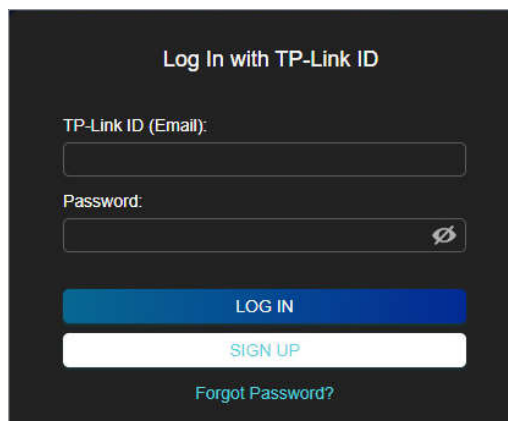 Log In with TP-Link ID
TP-Link ID (Email):
Password:
LOG IN
SIGN UP
Forgot Password?